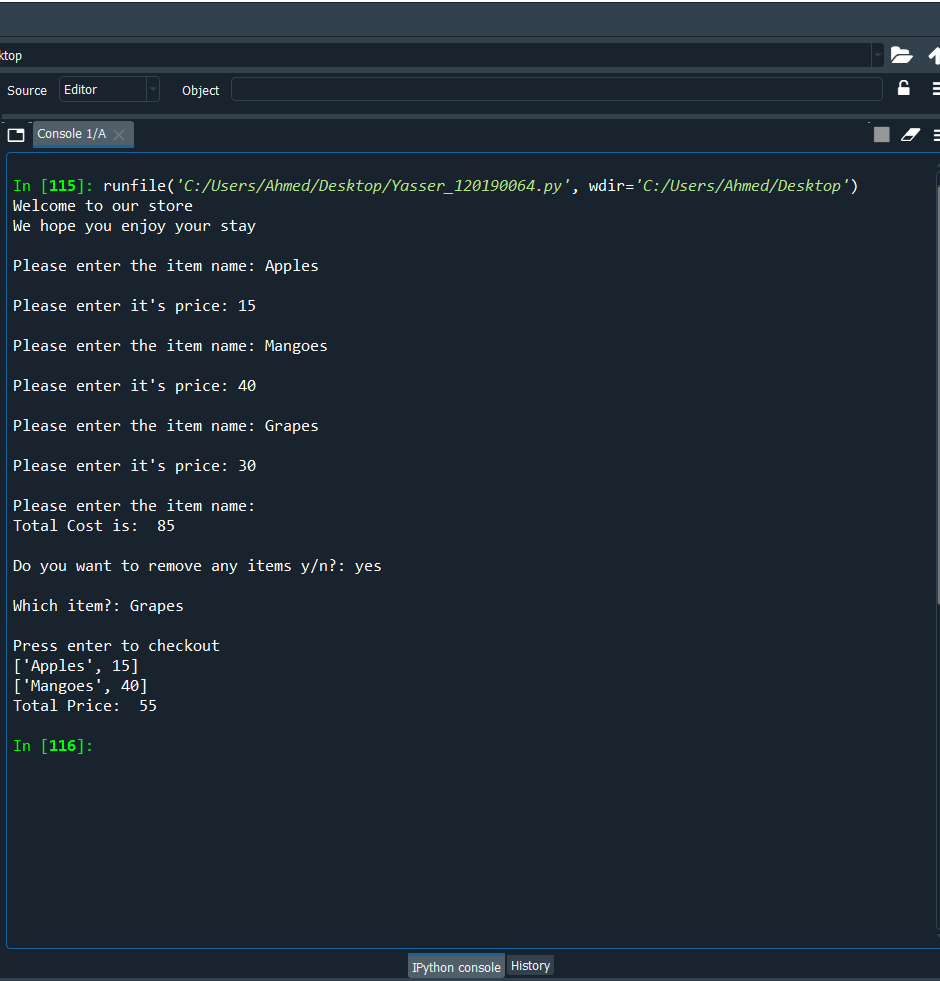 ktop
Source Editor Object
Console 1/A
In [115]: runfile('C:/Users/Ahmed/Desktop/Yasser_120190064.py', wdir='C:/Users/Ahmed/Desktop')
Welcome to our store
We hope you enjoy your stay
Please enter the item name: Apples
Please enter it's price: 15
Please enter the item name: Mangoes
Please enter it's price: 40
Please enter the item name: Grapes
Please enter it's price: 30
Please enter the item name:
Total Cost is:  85
Do you want to remove any items y/n?: yes
Which item?: Grapes
Press enter to checkout
['Apples', 15]
['Mangoes', 40]
Total Price:  55
In [116]:
IPython console History